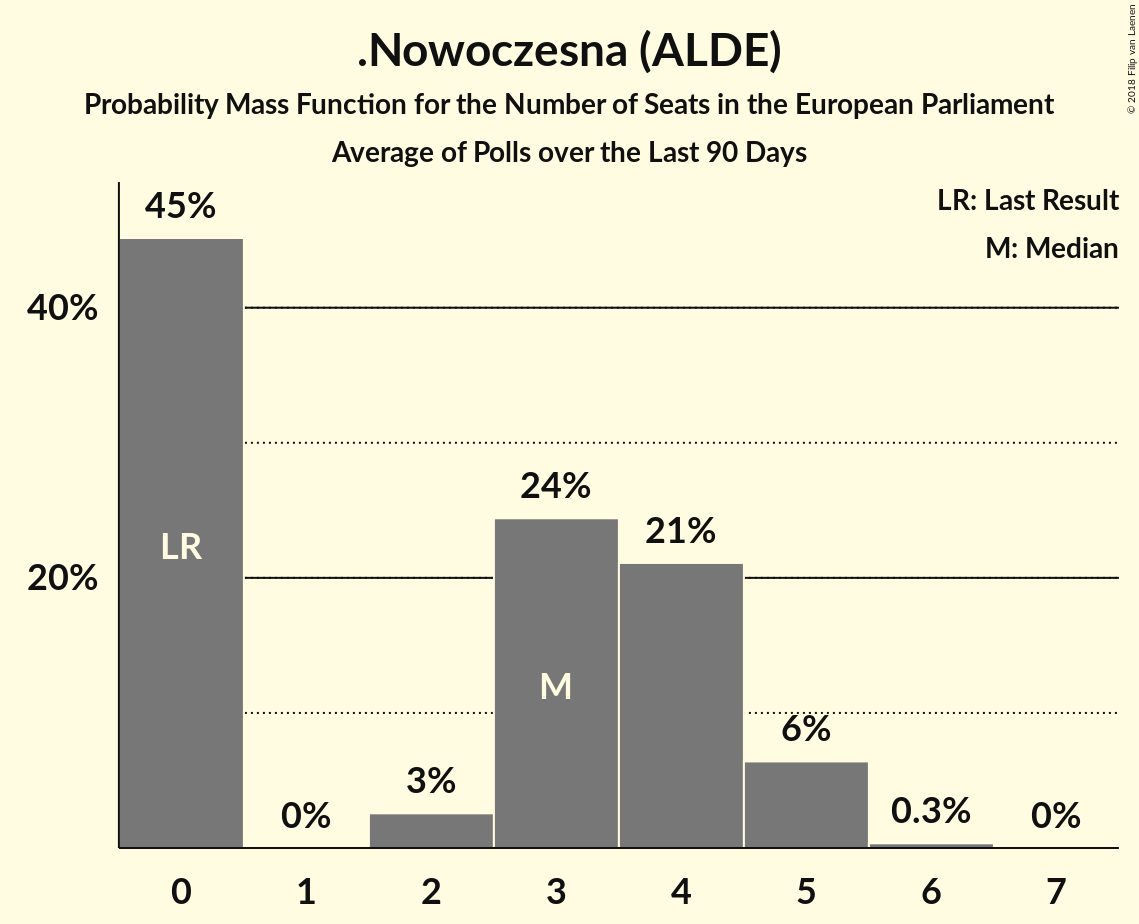 .Nowoczesna (ALDE)
Probability Mass Function for the Number of Seats in the European Parliament
Average of Polls over the Last 90 Days
© 2018 Filip van Laenen
LR: Last Result
M: Median
45%
40%
24%
21%
LR
20%
M
6%
3%
0%
0.3%
0%
0 1 2 3 4 5 6 7